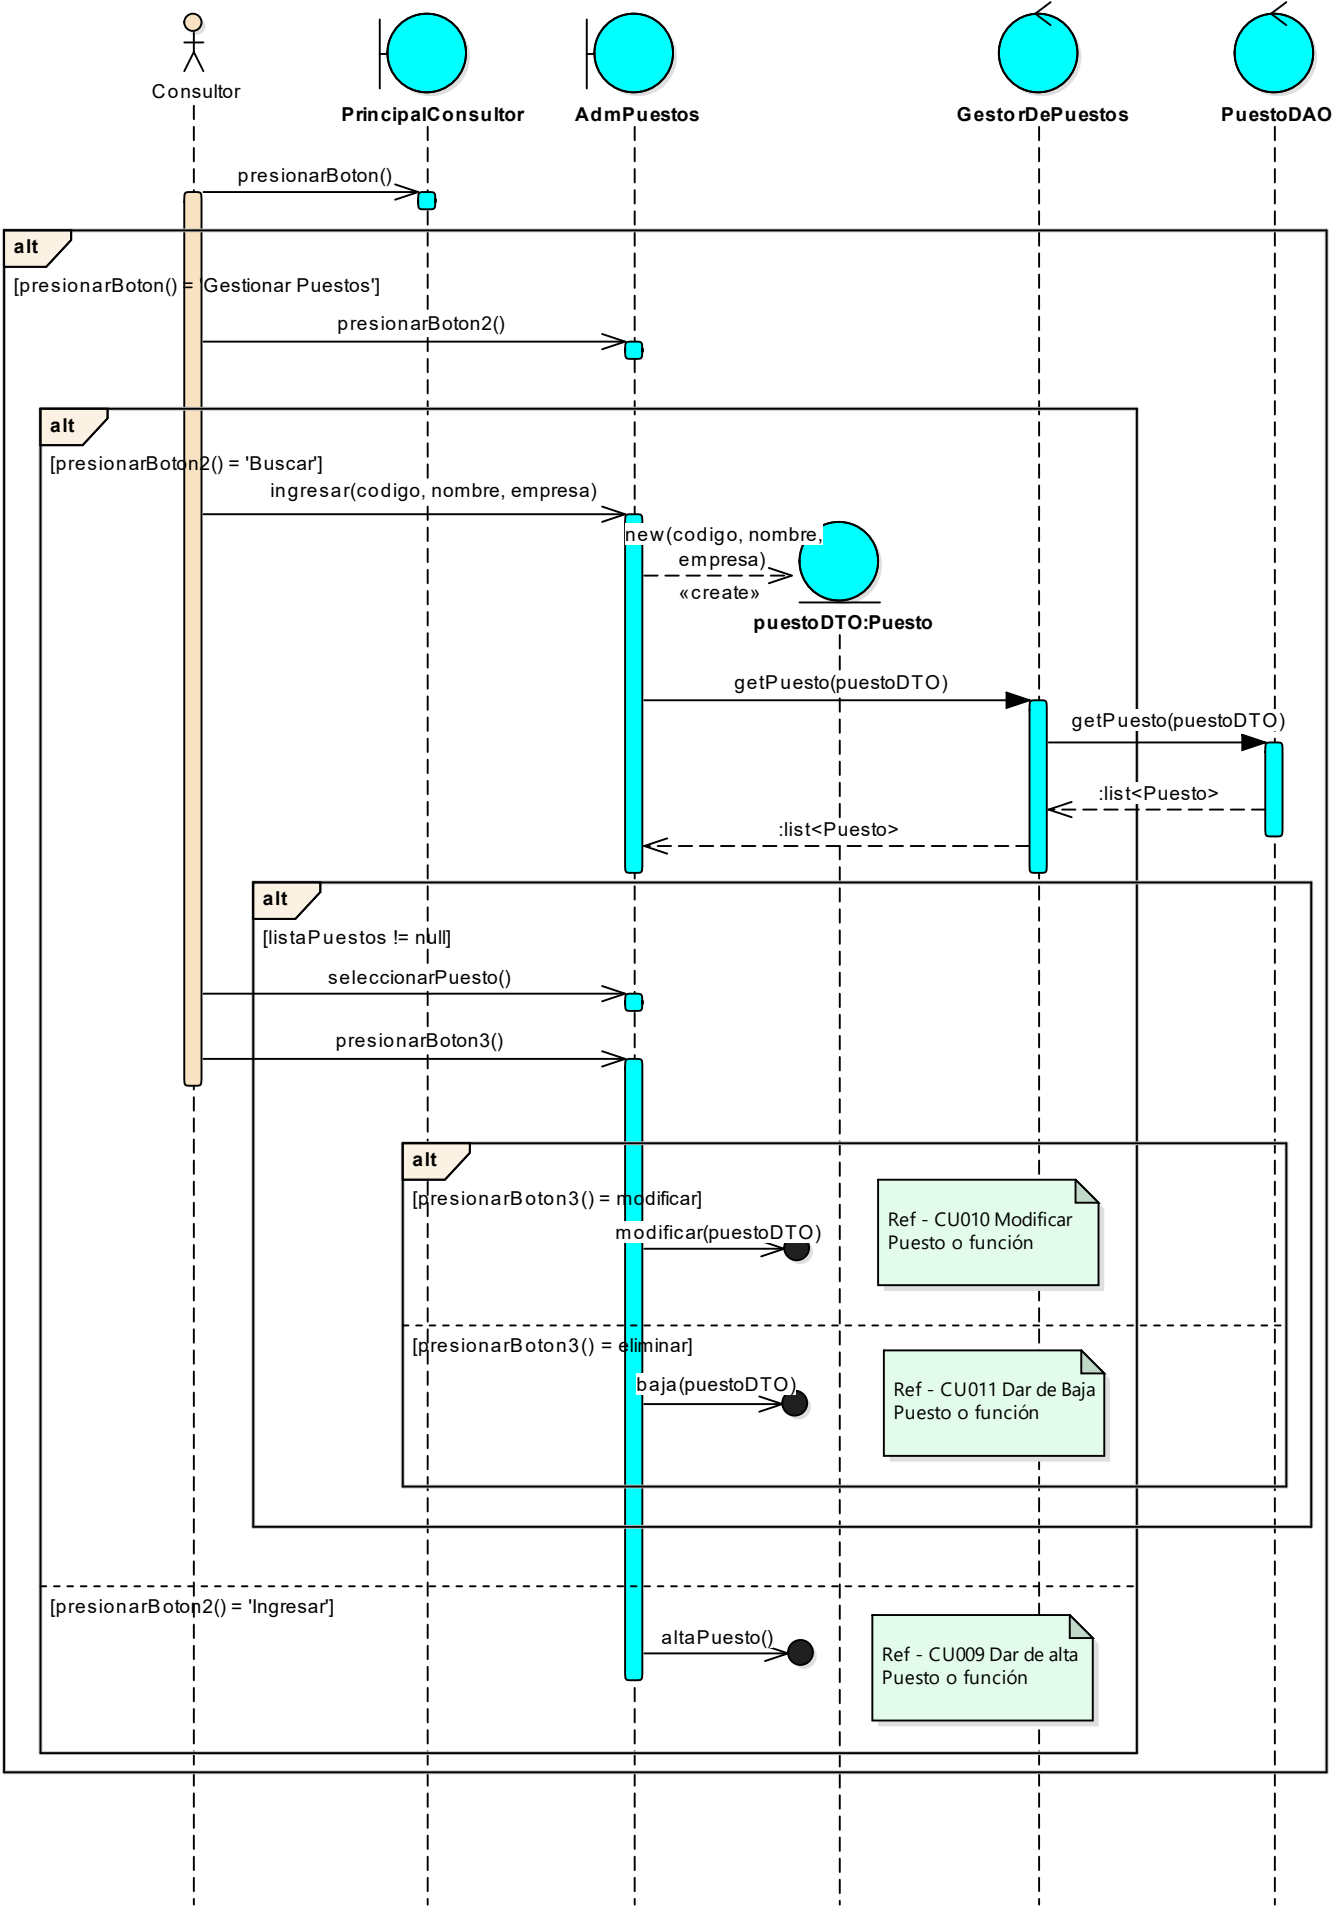 Consultor
PrincipalConsultor
AdmPuestos
GestorDePuestos
PuestoDAO
presionarBoton()
alt
[presionarBoton() = 'Gestionar Puestos']
presionarBoton2()
alt
[presionarBoton2() = 'Buscar']
ingresar(codigo, nombre, empresa)
new(codigo, nombre,
empresa)
«create»
puestoDTO:Puesto
getPuesto(puestoDTO)
getPuesto(puestoDTO)
:list<Puesto>
:list<Puesto>
alt
[listaPuestos != null]
seleccionarPuesto()
presionarBoton3()
alt
[presionarBoton3() = modificar]
modificar(puestoDTO)
Ref - CU010 Modificar
Puesto o función
[presionarBoton3() = eliminar]
baja(puestoDTO)
Ref - CU011 Dar de Baja
Puesto o función
[presionarBoton2() = 'Ingresar']
altaPuesto()
Ref - CU009 Dar de alta
Puesto o función